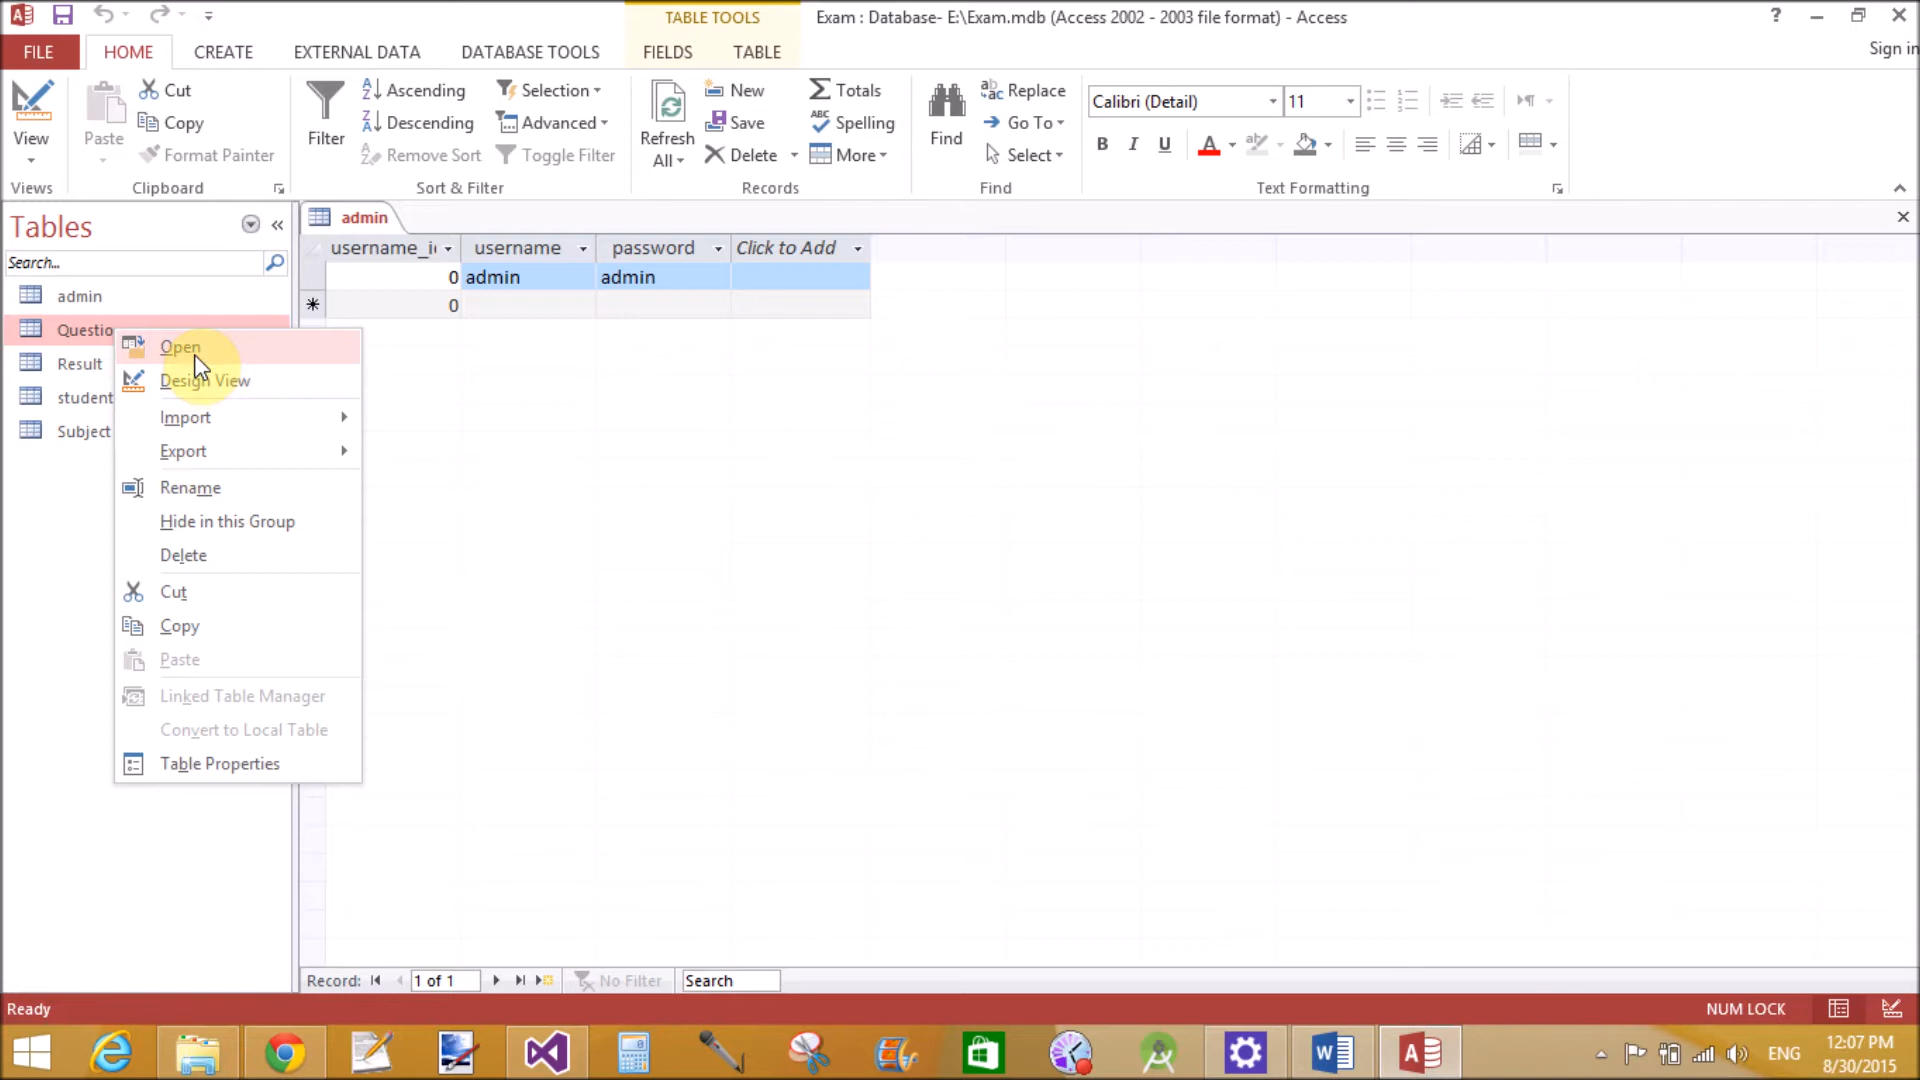 TABLE TOOLS
Exam : Database- E:\Exam.mdb (Access 2002 - 2003 file format) - Access
?
FILE
HOME
CREATE
EXTERNAL DATA
DATABASE TOOLS
FIELDS
TABLE
Sign in
View
Views
Paste
Cut
Copy
Format Painter
Clipboard
Filter
Ascending
Descending
Remove Sort
Selection
Advanced
Toggle Filter
Sort & Filter
Refresh
All
New
Save
Delete
Totals
Spelling
More
Records
Find
Replace
Go To
Select
Find
Calibri (Detail)
11
B I U
Text Formatting
Tables
Search...
admin
Questio
Result
student
Subject
Open
Design View
Import
Export
Rename
Hide in this Group
Delete
Cut
Copy
Paste
Linked Table Manager
Convert to Local Table
Table Properties
admin
username_i
username
password
Click to Add
0 admin admin
0
Record:
1 of 1
No Filter
Search
Ready
NUM LOCK
ENG
12:07 PM
8/30/2015